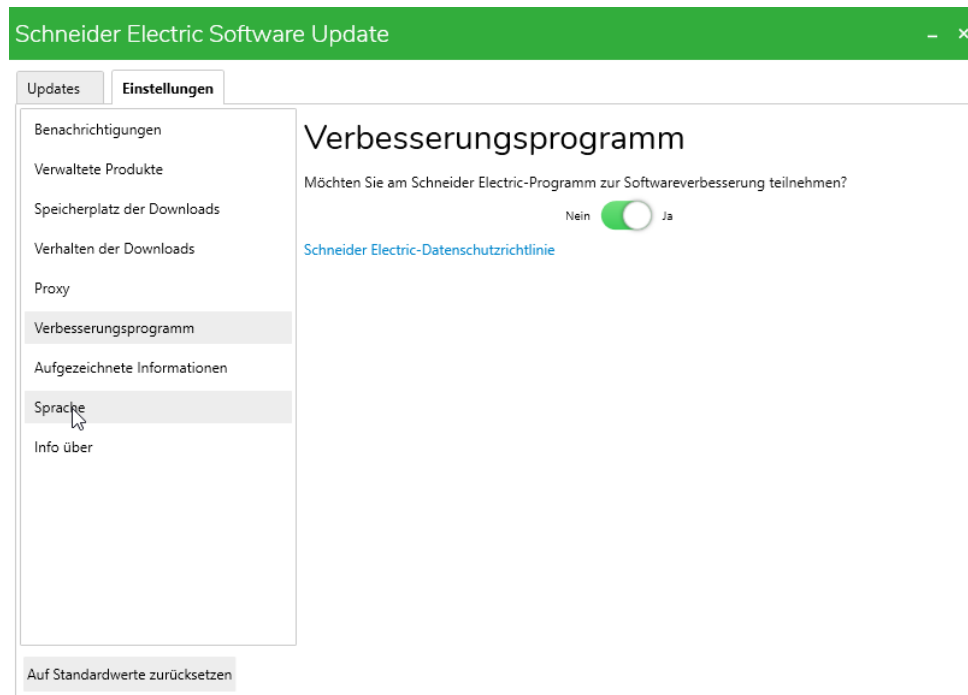 Schneider Electric Software Update
Updates
Einstellungen
Benachrichtigungen
Verwaltete Produkte
Speicherplatz der Downloads
Verhalten der Downloads
Proxy
Verbesserungsprogramm
Aufgezeichnete Informationen
Sprache
Info über
Auf Standardwerte zurücksetzen
Verbesserungsprogramm
Möchten Sie am Schneider Electric-Programm zur Softwareverbesserung teilnehmen?
Nein Ja
Schneider Electric-Datenschutzrichtlinie